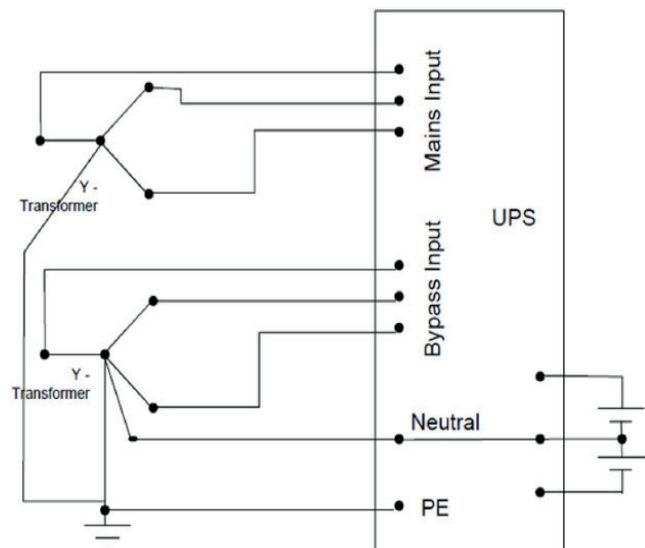 Mains Input
Y -
Transformer
UPS
Bypass Input
Y -
Transformer
Neutral
PE